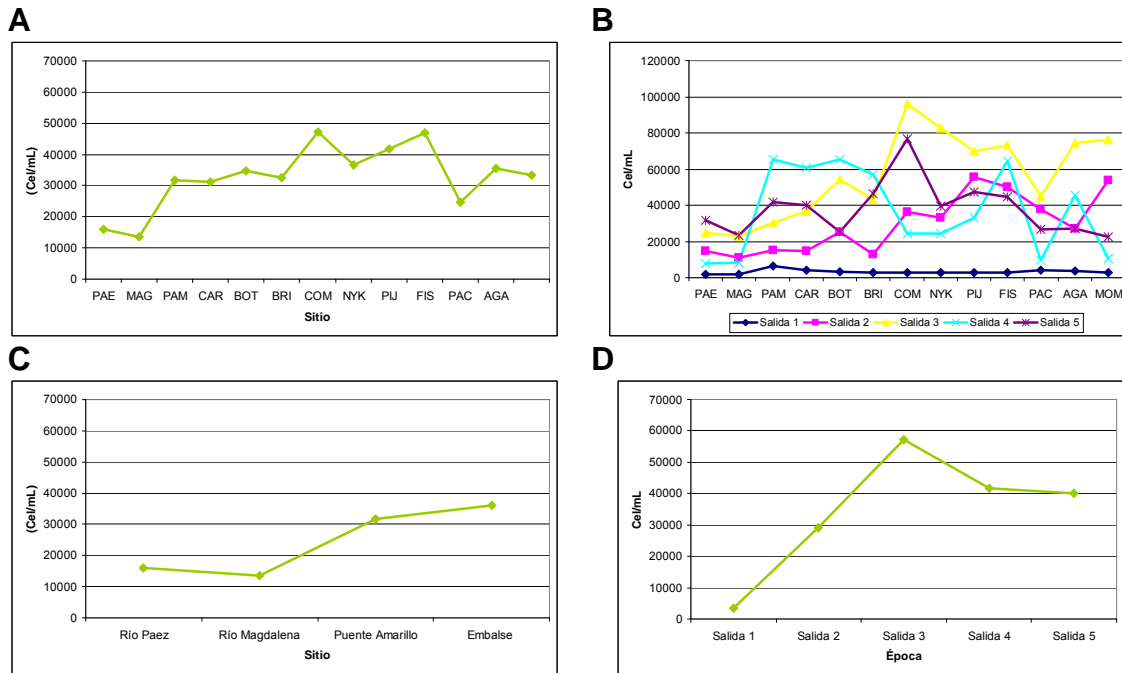 A
70000
60000
50000
40000
30000
20000
10000
0
(Cel/mL)
PAE MAG PAM CAR BOT BRI COM NYK PIJ FIS PAC AGA
Sitio
B
120000
100000
80000
60000
40000
20000
0
Cel/mL
PAE MAG PAM CAR BOT BRI COM NYK PIJ FIS PAC AGA MOM
Salida 1 Salida 2 Salida 3 Salida 4 Salida 5
C
70000
60000
50000
40000
30000
20000
10000
0
(Cel/mL)
Río Paez Río Magdalena Puente Amarillo Embalse
Sitio
D
70000
60000
50000
40000
30000
20000
10000
0
Cel/mL
Salida 1 Salida 2 Salida 3 Salida 4 Salida 5
Época